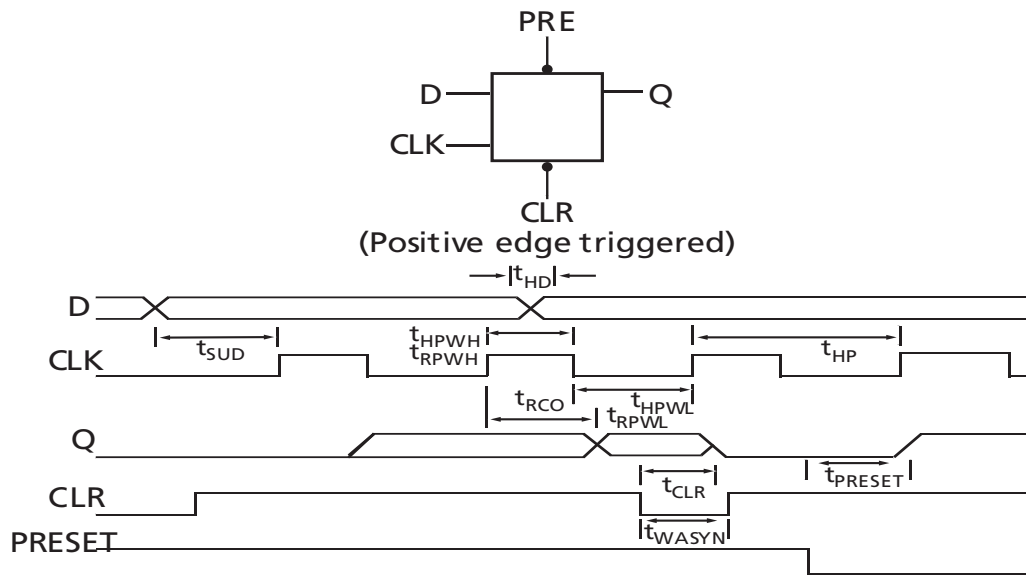 PRE
D
Q
CLK
CLR
(Positive edge triggered)
tHD
D
tSUD
tHPWH
tRPWH
tHP
CLK
tRCO
tHPWL
tRPWL
Q
tCLR
tPRESET
CLR
tWASYN
PRESET